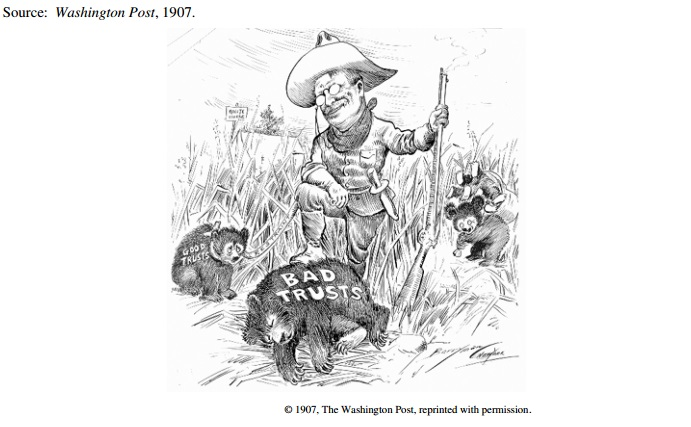 Source: Washington Post, 1907.
GOOD
TRUSTS
BAD
TRUSTS
© 1907, The Washington Post, reprinted with permission.